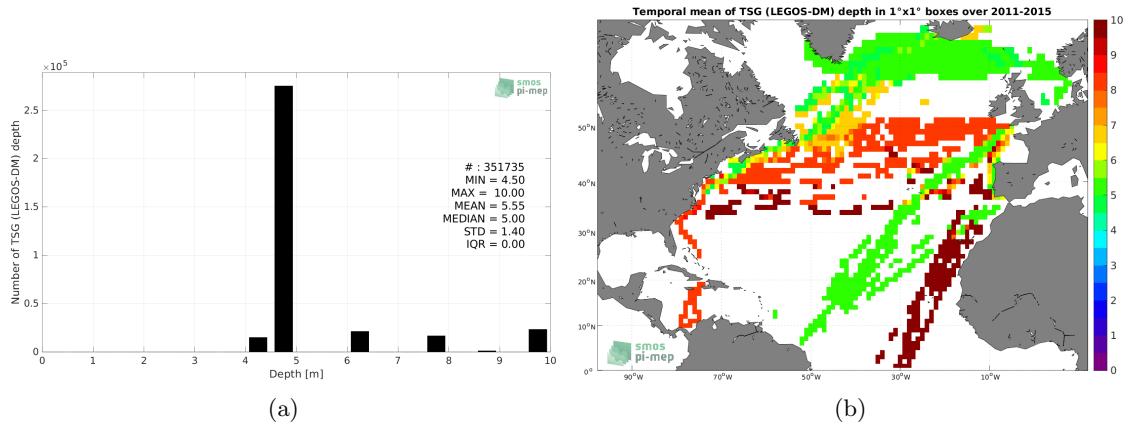 ×10⁵
2.5
2
1.5
1
0.5
0
0 1 2 3 4 5 6 7 8 9 10
Number of TSG (LEGOS-DM) depth
Depth [m]
smos
pi-mep
# : 351735
MIN = 4.50
MAX = 10.00
MEAN = 5.55
MEDIAN = 5.00
STD = 1.40
IQR = 0.00
(a)
Temporal mean of TSG (LEGOS-DM) depth in 1°x1° boxes over 2011-2015
50°N
40°N
30°N
20°N
10°N
0°
90°W 70°W 50°W 30°W 10°W
smos
pi-mep
10
9
8
7
6
5
4
3
2
1
0
(b)